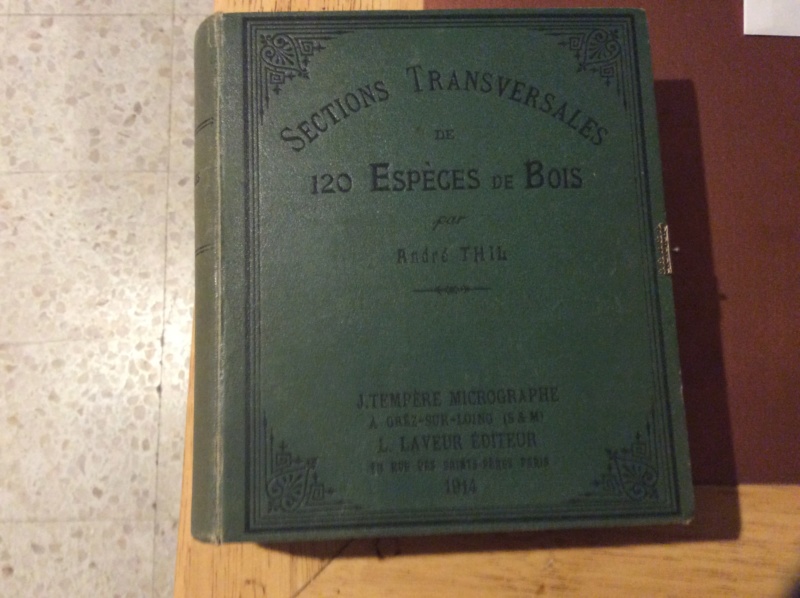 SECTIONS TRANSVERSALES
DE
120 ESPÈCES DE BOIS
par
André THIL
J. TEMPÈRE MICROGRAPHE
À GRÉZ-SUR-LOING (S & M)
L. LAVEUR ÉDITEUR
RUE DES SAINTS-PÈRES PARIS
1914